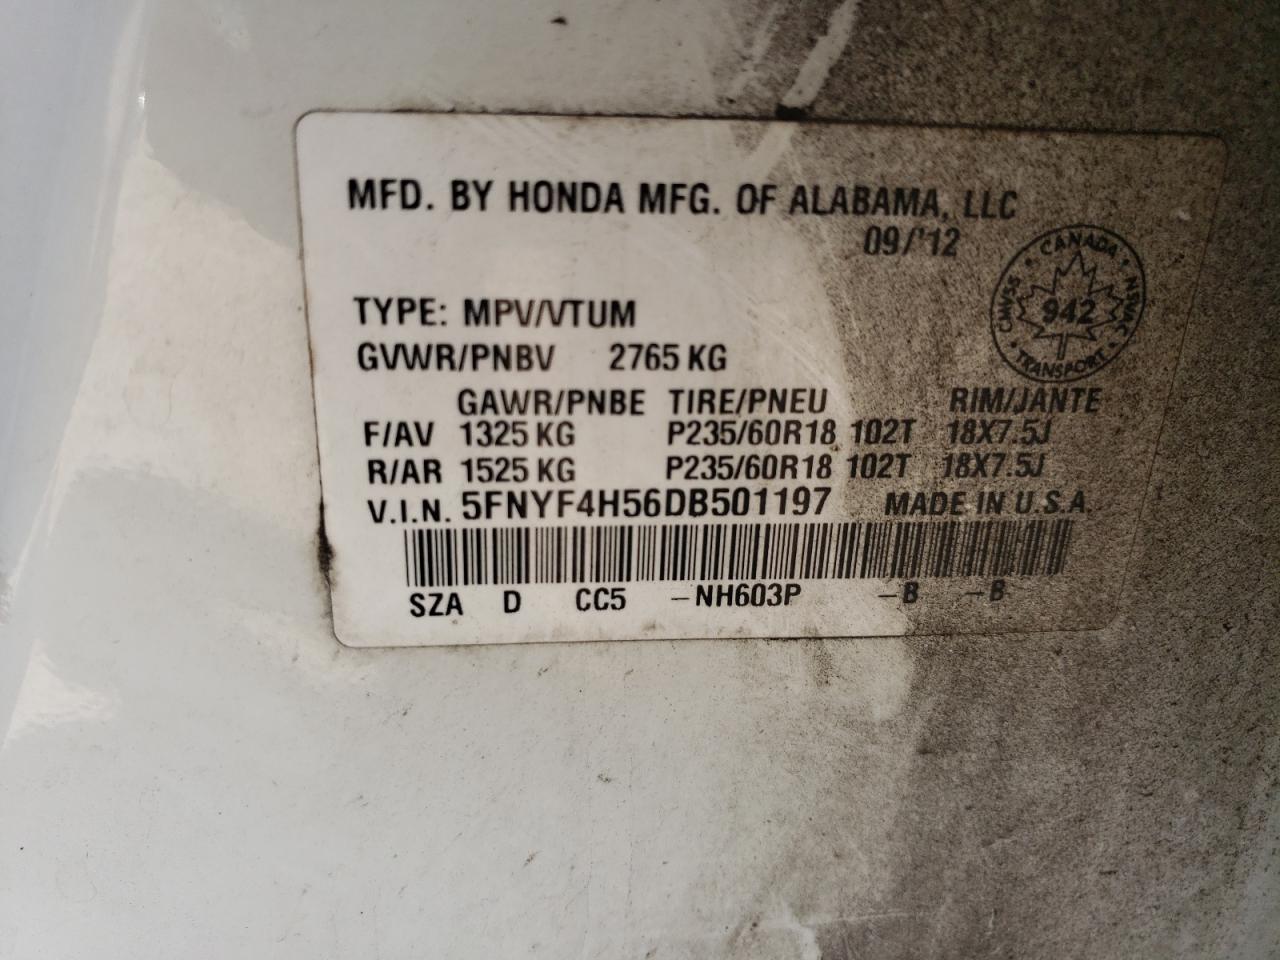 MFD. BY HONDA MFG. OF ALABAMA, LLC
09/'12
CANADA
CMVSS 942 NSVAC
TRANSPORT
TYPE: MPV/VTUM
GVWR/PNBV 2765 KG
GAWR/PNBE TIRE/PNEU RIM/JANTE
F/AV 1325 KG P235/60R18 102T 18X7.5J
R/AR 1525 KG P235/60R18 102T 18X7.5J
V.I.N. 5FNYF4H56DB501197 MADE IN U.S.A.
SZA D CC5 -NH603P -B -B